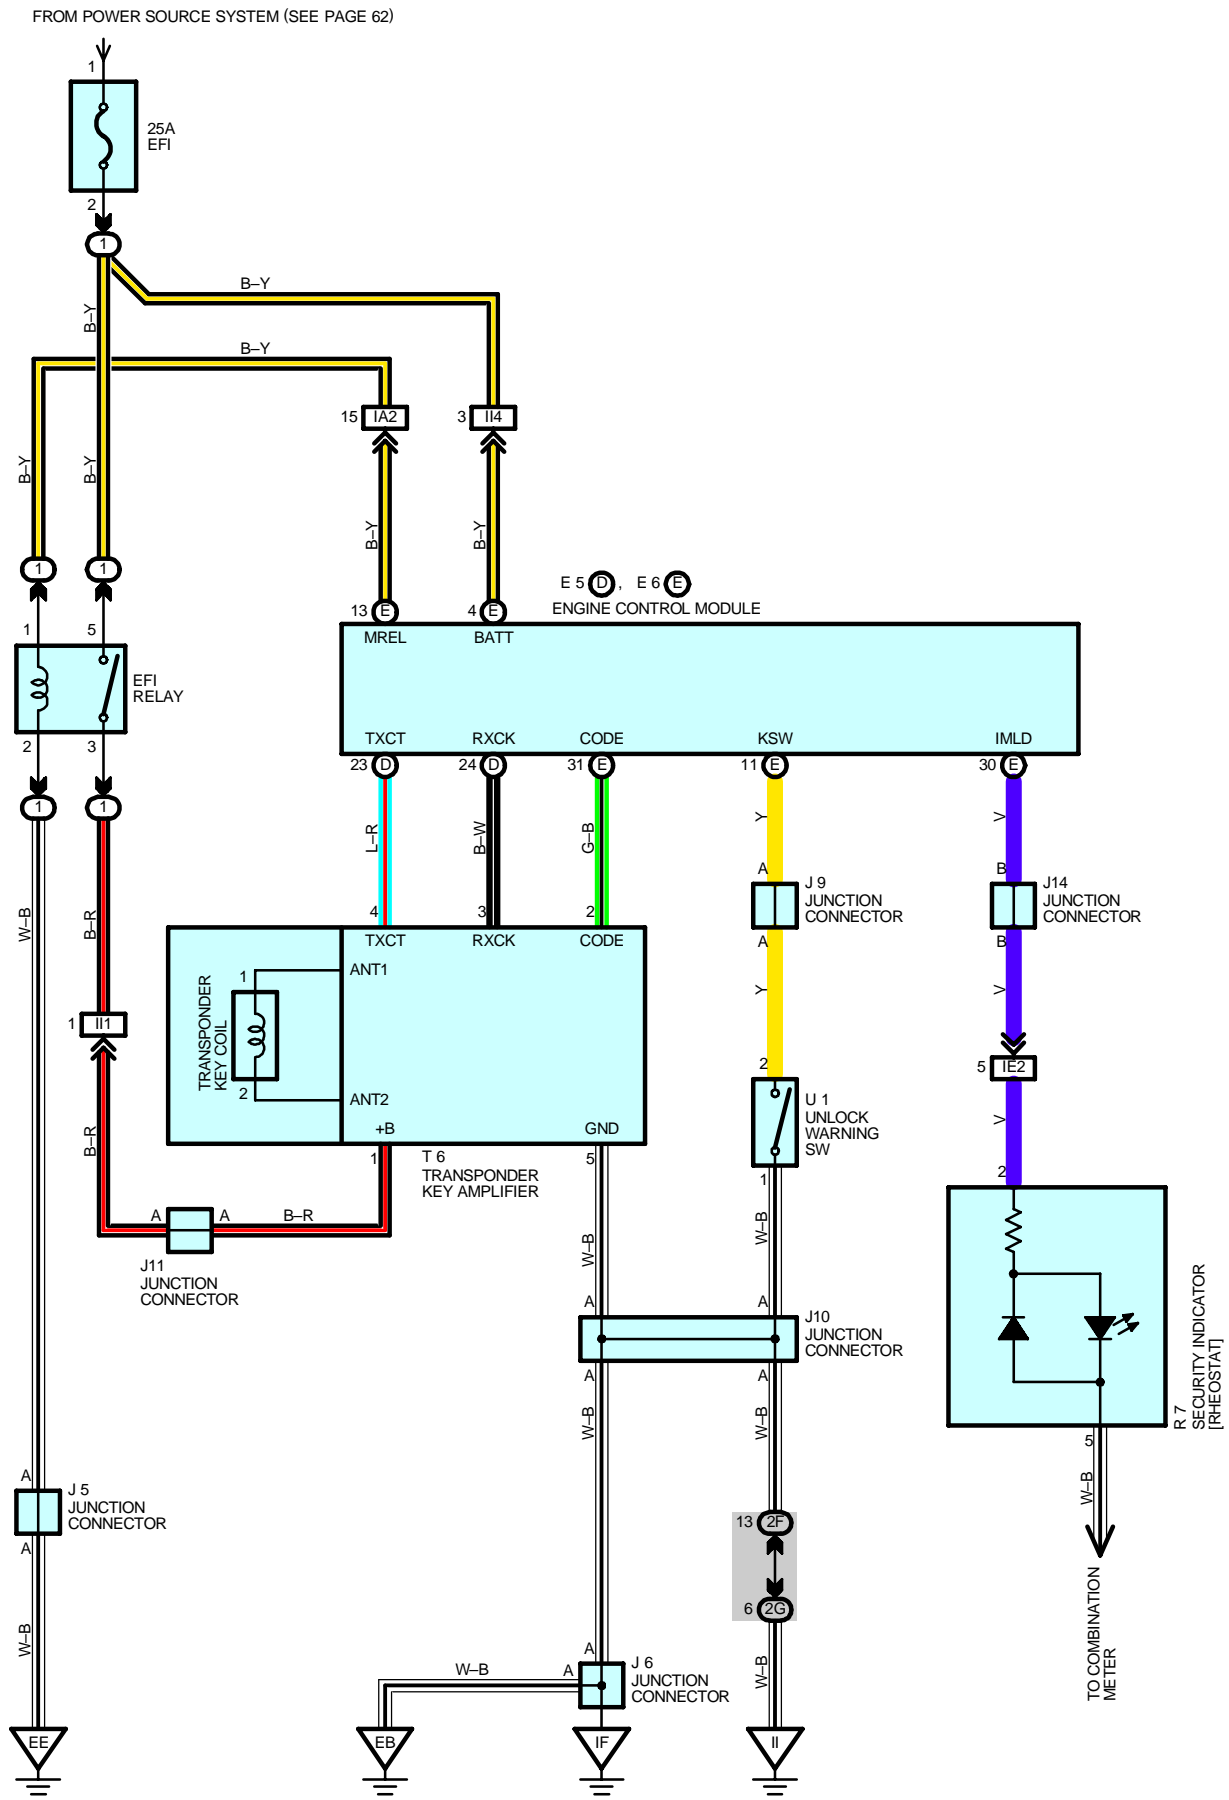 FROM POWER SOURCE SYSTEM (SEE PAGE 62)
1
25A
EFI
2
1
B–Y
B–Y
B–Y
15 IA2
3 II4
B–Y
B–Y
B–Y
B–Y
1
1
E 5 D , E 6 E
ENGINE CONTROL MODULE
13 E
4 E
MREL
BATT
1
5
EFI
RELAY
2
3
TXCT
RXCK
CODE
KSW
IMLD
23 D
24 D
31 E
11 E
30 E
1
1
L–R
B–W
G–B
Y
V
A
J 9
JUNCTION
CONNECTOR
B
J14
JUNCTION
CONNECTOR
W–B
B–R
4
3
2
A
B
TXCT
RXCK
CODE
ANT1
1
TRANSPONDER
KEY COIL
2
ANT2
Y
V
1 II1
2
5 IE2
U 1
UNLOCK
WARNING
SW
V
+B
GND
B–R
1
T 6
TRANSPONDER
KEY AMPLIFIER
5
1
2
A
A
B–R
J11
JUNCTION
CONNECTOR
W–B
W–B
A
A
J10
JUNCTION
CONNECTOR
R 7
SECURITY INDICATOR
[RHEOSTAT]
A
A
W–B
W–B
5
W–B
A
J 5
JUNCTION
CONNECTOR
A
13 2F
6 2G
TO COMBINATION
METER
W–B
W–B
A
A
J 6
JUNCTION
CONNECTOR
W–B
EE
EB
IF
II